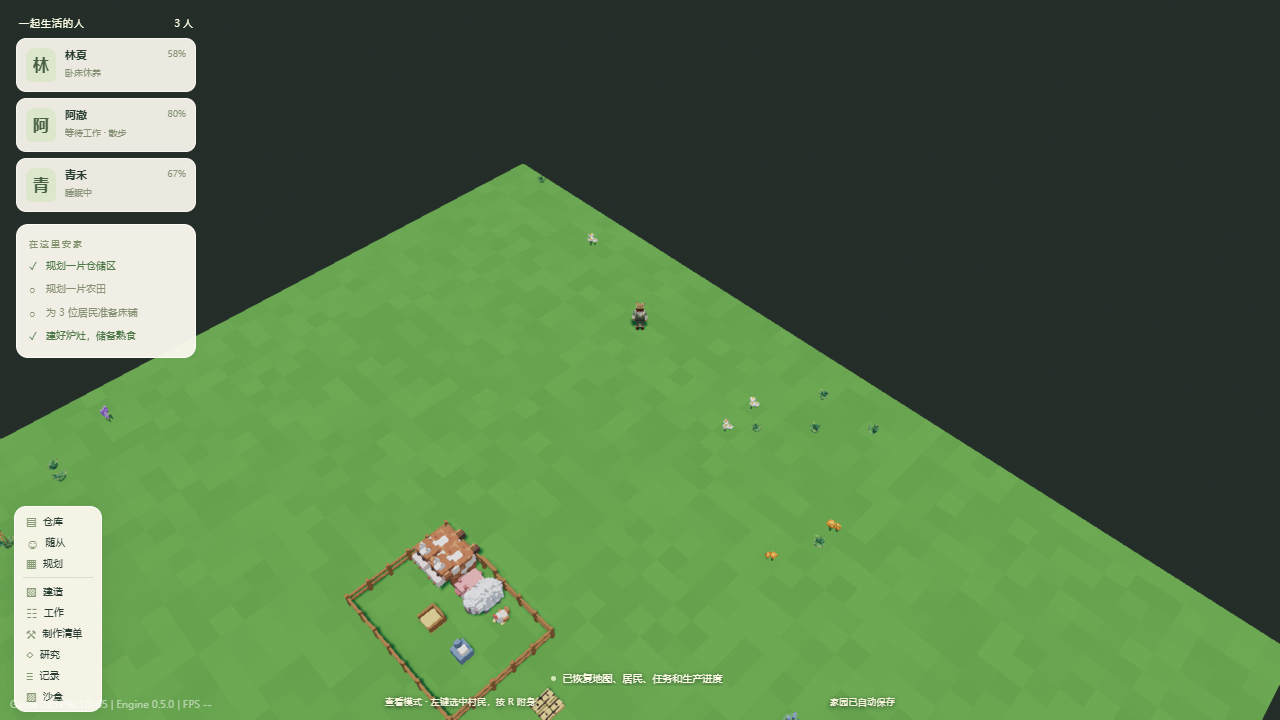 一起生活的人 3 人
林 林夏 58%
卧床休养
阿 阿澈 80%
等待工作 · 散步
青 青禾 67%
睡眠中
在这里安家
✓ 规划一片仓储区
○ 规划一片农田
○ 为 3 位居民准备床铺
✓ 建好炉灶，储备熟食
仓库
随从
规划
建造
工作
制作清单
研究
记录
沙盒
| Engine 0.5.0 | FPS --
已恢复地图、居民、任务和生产进度
查看模式 · 左键选中村民，按 R 附身
家园已自动保存